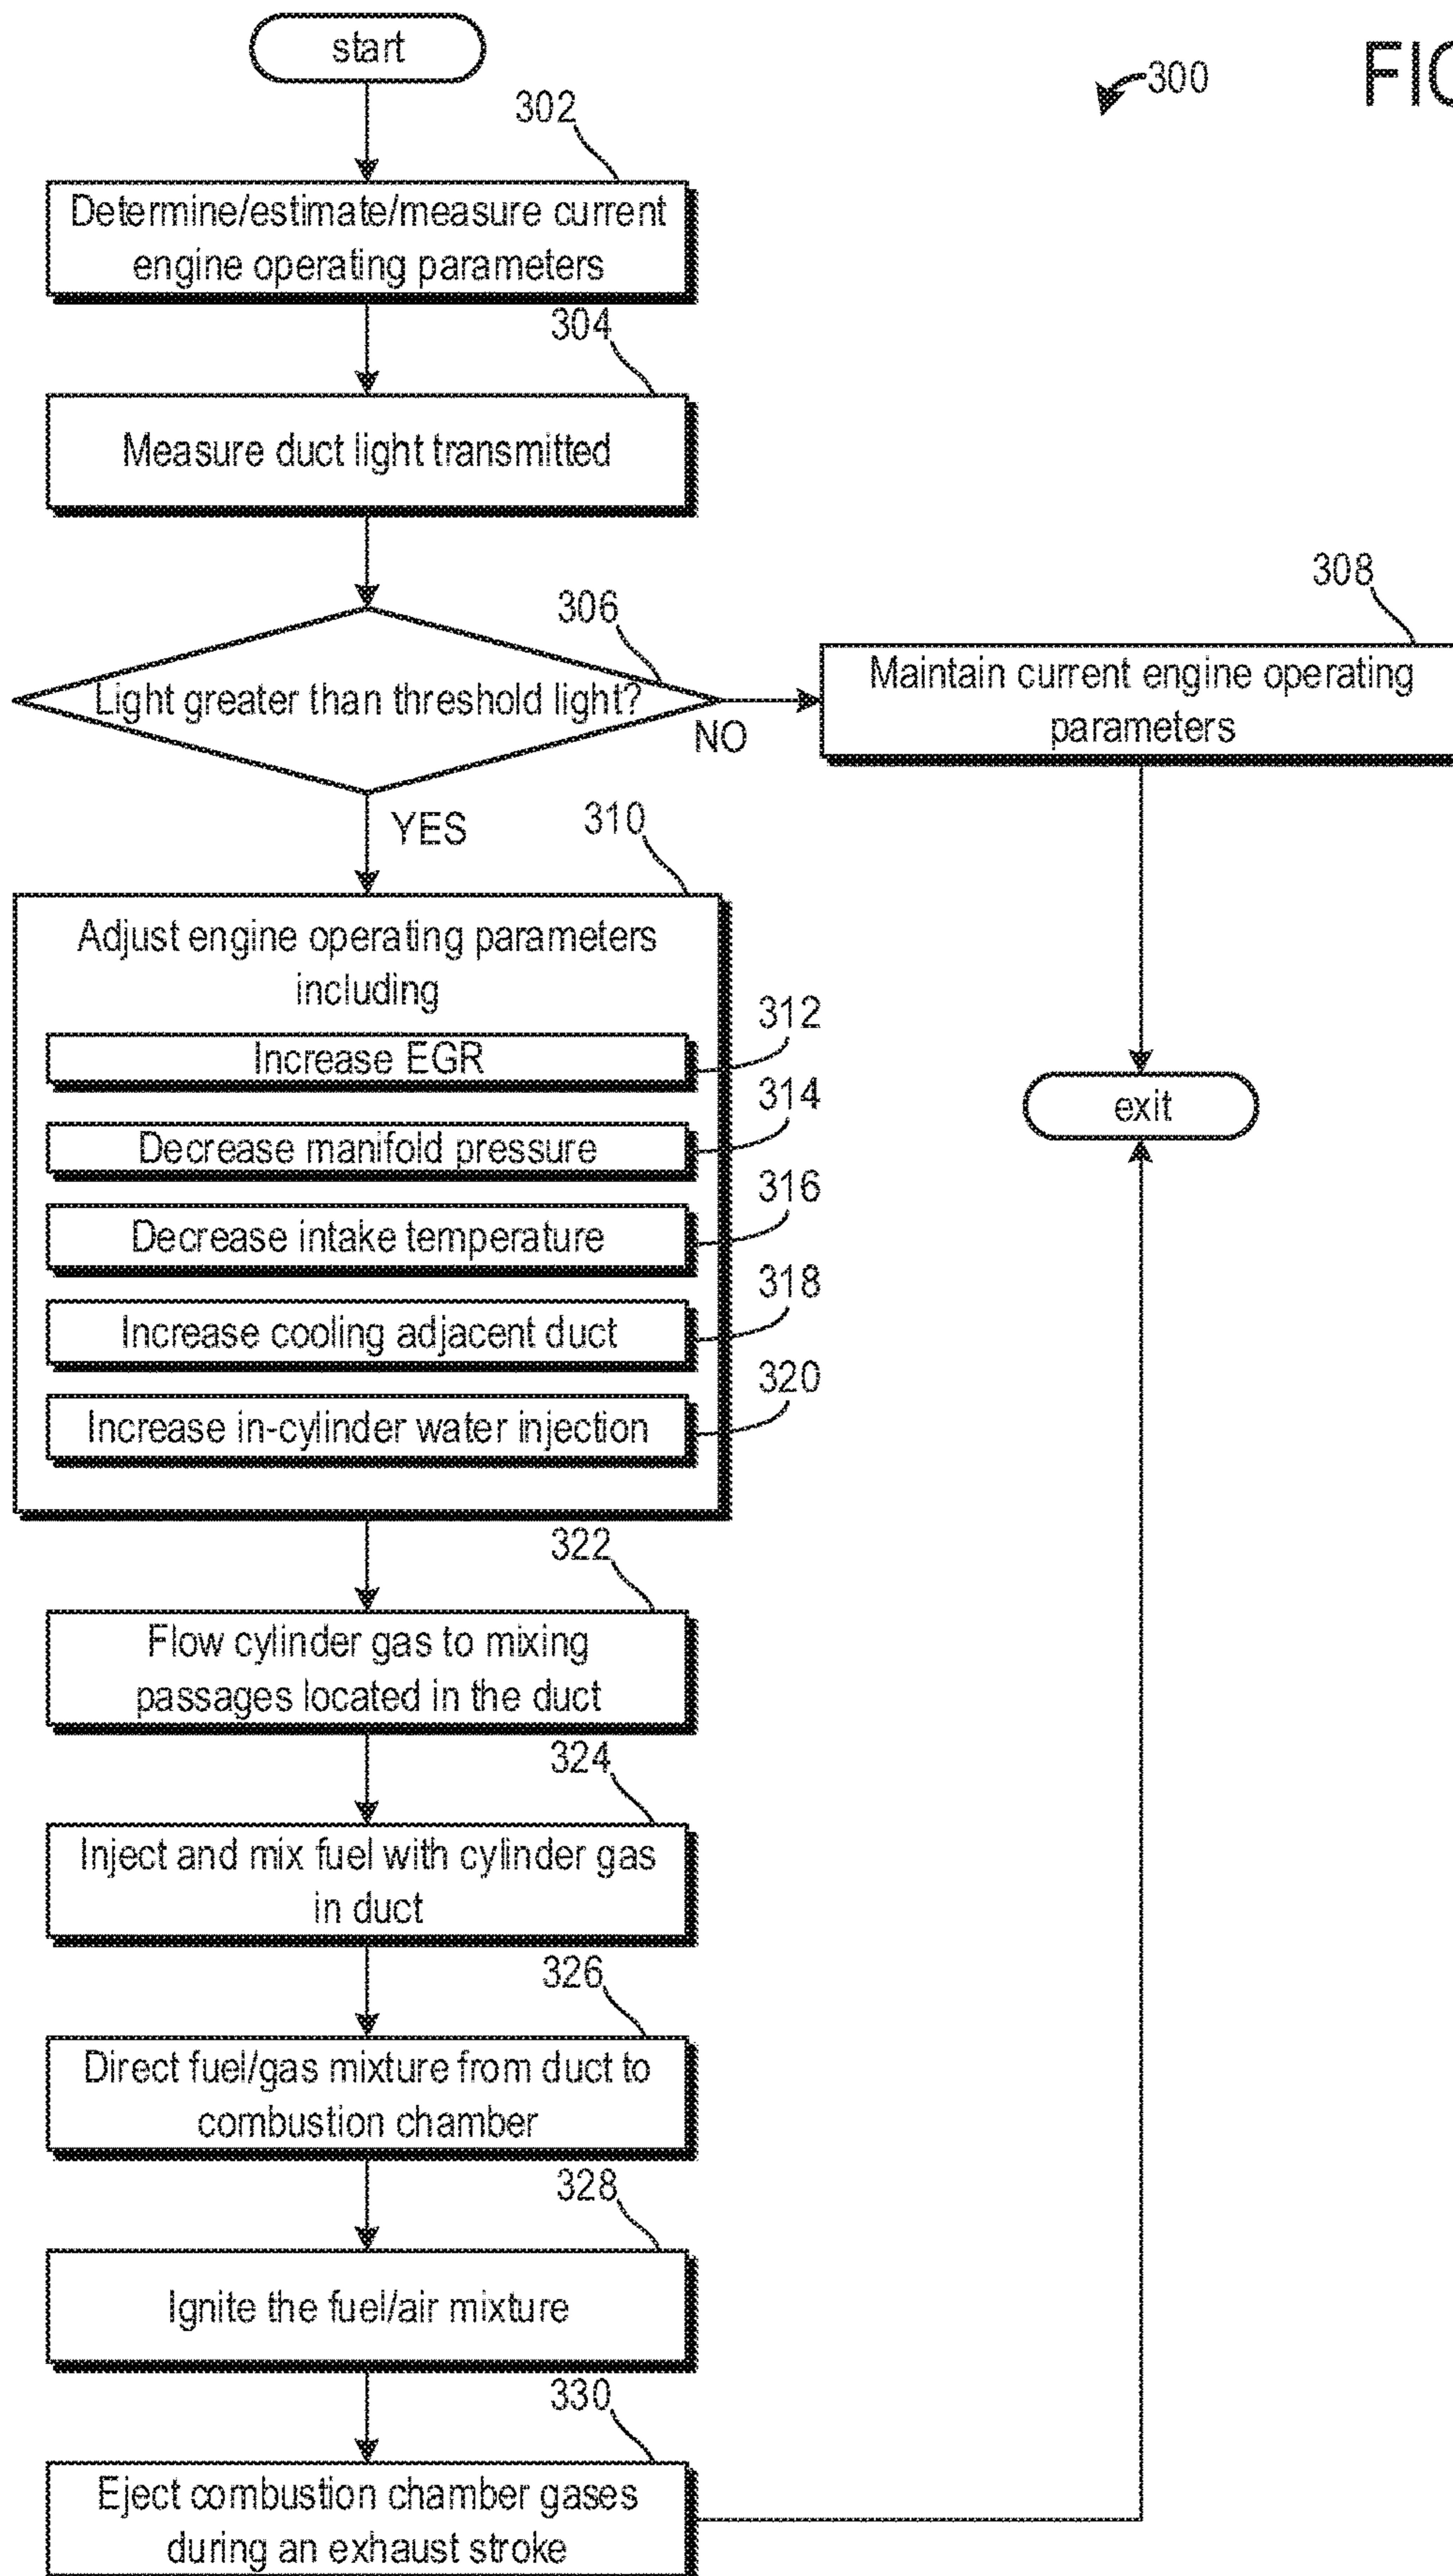 start
300
FIG
302
Determine/estimate/measure current
engine operating parameters
304
Measure duct light transmitted
306
Light greater than threshold light?
NO
308
Maintain current engine operating
parameters
YES
310
Adjust engine operating parameters
including
312
Increase EGR
314
Decrease manifold pressure
316
Decrease intake temperature
318
Increase cooling adjacent duct
320
Increase in-cylinder water injection
exit
322
Flow cylinder gas to mixing
passages located in the duct
324
Inject and mix fuel with cylinder gas
in duct
326
Direct fuel/gas mixture from duct to
combustion chamber
328
Ignite the fuel/air mixture
330
Eject combustion chamber gases
during an exhaust stroke